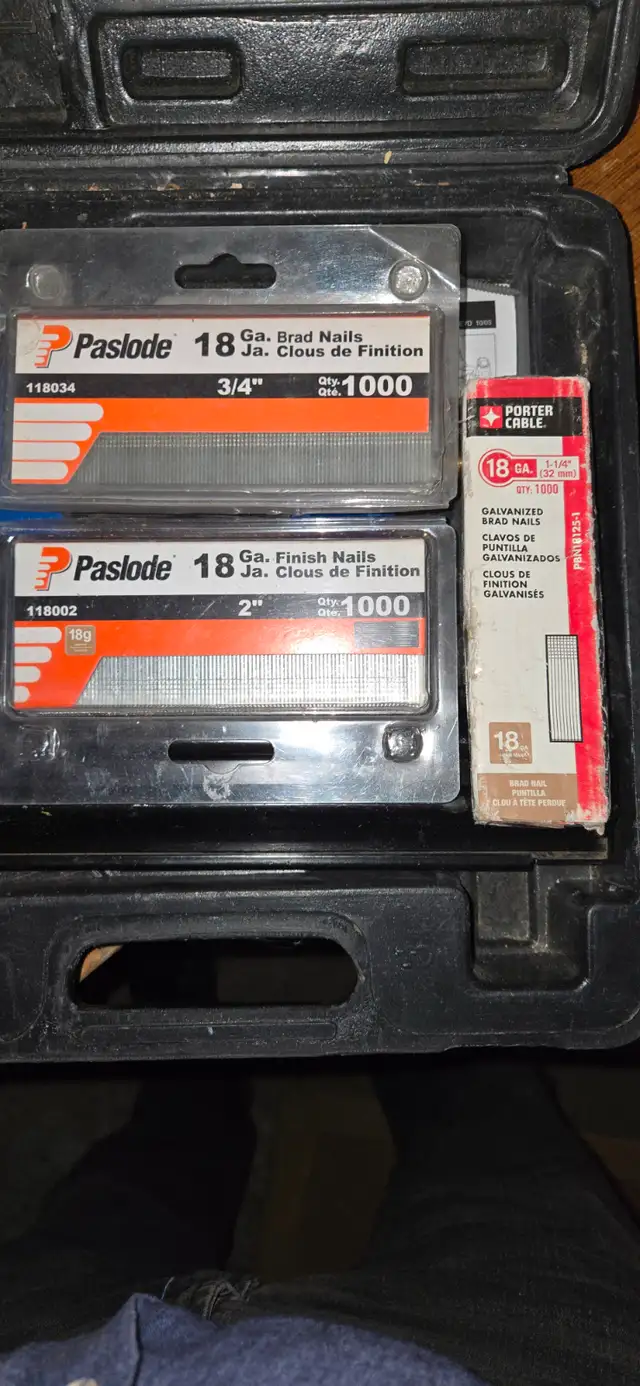 Paslode
18 Ga. Brad Nails
Ja. Clous de Finition
118034
3/4"
Qty.
Qté. 1000
Paslode
18 Ga. Finish Nails
Ja. Clous de Finition
118002
2"
Qty.
Qté. 1000
18g
PORTER
CABLE
18 GA.
1-1/4"
(32 mm)
QTY: 1000
GALVANIZED
BRAD NAILS
CLAVOS DE
PUNTILLA
GALVANIZADOS
CLOUS DE
FINITION
GALVANISÉS
PBN18125-1
18
GA
BRAD NAIL
PUNTILLA
CLOU À TÊTE PERDUE